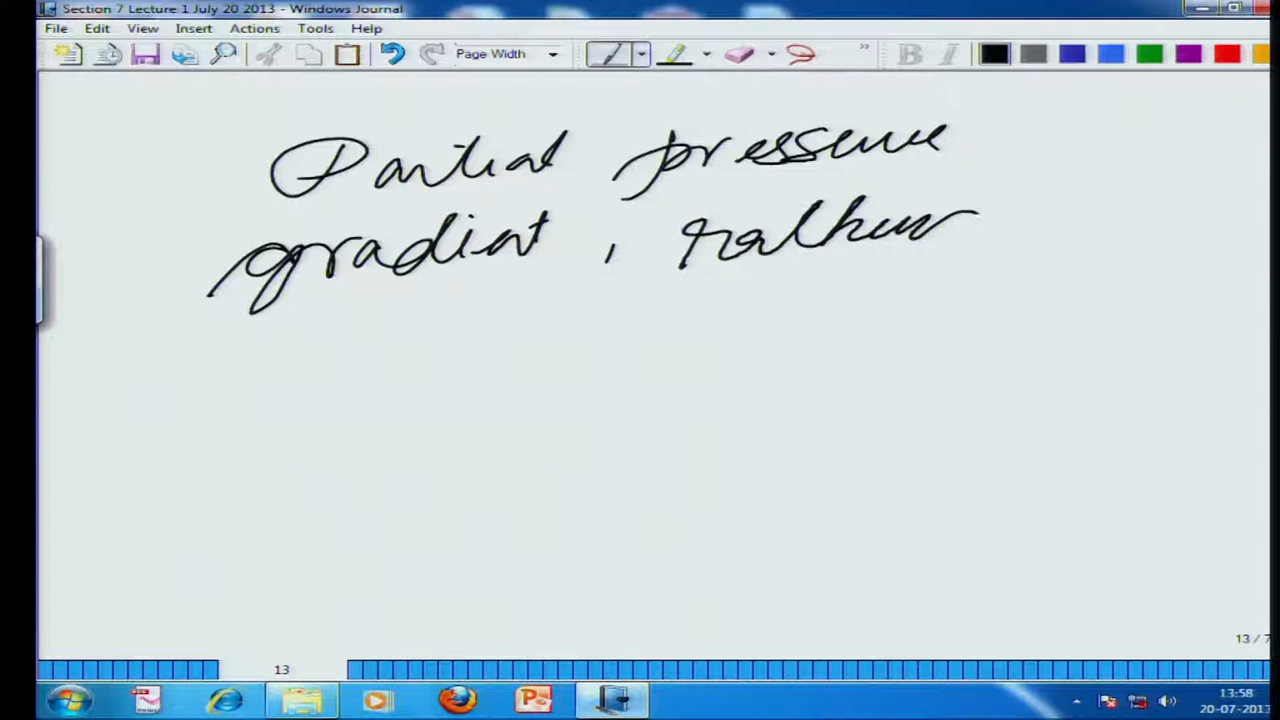 Section 7 Lecture 1 July 20 2013 - Windows Journal
File Edit View Insert Actions Tools Help
Page Width B I
Partial pressure
gradient, rather
13 / 7
13
13:58
20-07-2013